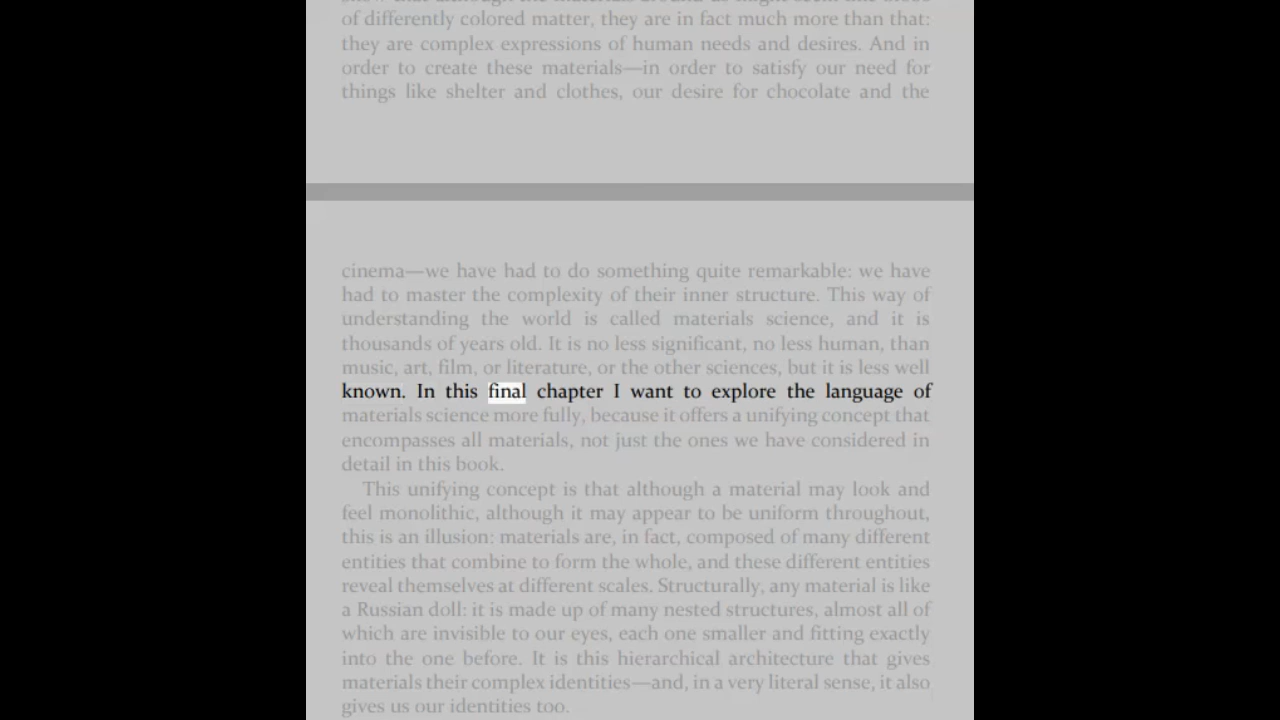 of differently colored matter, they are in fact much more than that:
they are complex expressions of human needs and desires. And in
order to create these materials—in order to satisfy our need for
things like shelter and clothes, our desire for chocolate and the
cinema—we have had to do something quite remarkable: we have
had to master the complexity of their inner structure. This way of
understanding the world is called materials science, and it is
thousands of years old. It is no less significant, no less human, than
music, art, film, or literature, or the other sciences, but it is less well
known. In this final chapter I want to explore the language of
materials science more fully, because it offers a unifying concept that
encompasses all materials, not just the ones we have considered in
detail in this book.
This unifying concept is that although a material may look and
feel monolithic, although it may appear to be uniform throughout,
this is an illusion: materials are, in fact, composed of many different
entities that combine to form the whole, and these different entities
reveal themselves at different scales. Structurally, any material is like
a Russian doll: it is made up of many nested structures, almost all of
which are invisible to our eyes, each one smaller and fitting exactly
into the one before. It is this hierarchical architecture that gives
materials their complex identities—and, in a very literal sense, it also
gives us our identities too.